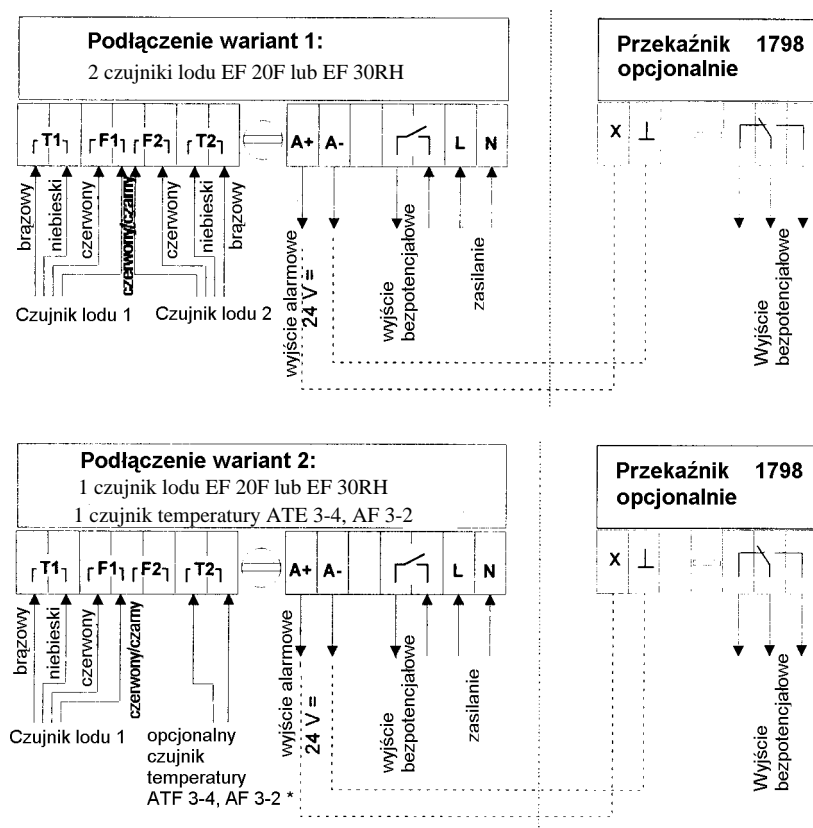 Podłączenie wariant 1:
2 czujniki lodu EF 20F lub EF 30RH
Przekaźnik 1798
opcjonalnie
T1 F1 F2 T2 A+ A- L N
X ⊥
brązowy
niebieski
czerwony
czerwony/czarny
czerwony
niebieski
brązowy
Czujnik lodu 1
Czujnik lodu 2
wyjście alarmowe
24 V =
wyjście
bezpotencjałowe
zasilanie
Wyjście
bezpotencjałowe
Podłączenie wariant 2:
1 czujnik lodu EF 20F lub EF 30RH
1 czujnik temperatury ATE 3-4, AF 3-2
Przekaźnik 1798
opcjonalnie
T1 F1 F2 T2 A+ A- L N
X ⊥
brązowy
niebieski
czerwony
czerwony/czarny
Czujnik lodu 1
opcjonalny
czujnik
temperatury
ATF 3-4, AF 3-2 *
wyjście alarmowe
24 V =
wyjście
bezpotencjałowe
zasilanie
Wyjście
bezpotencjałowe